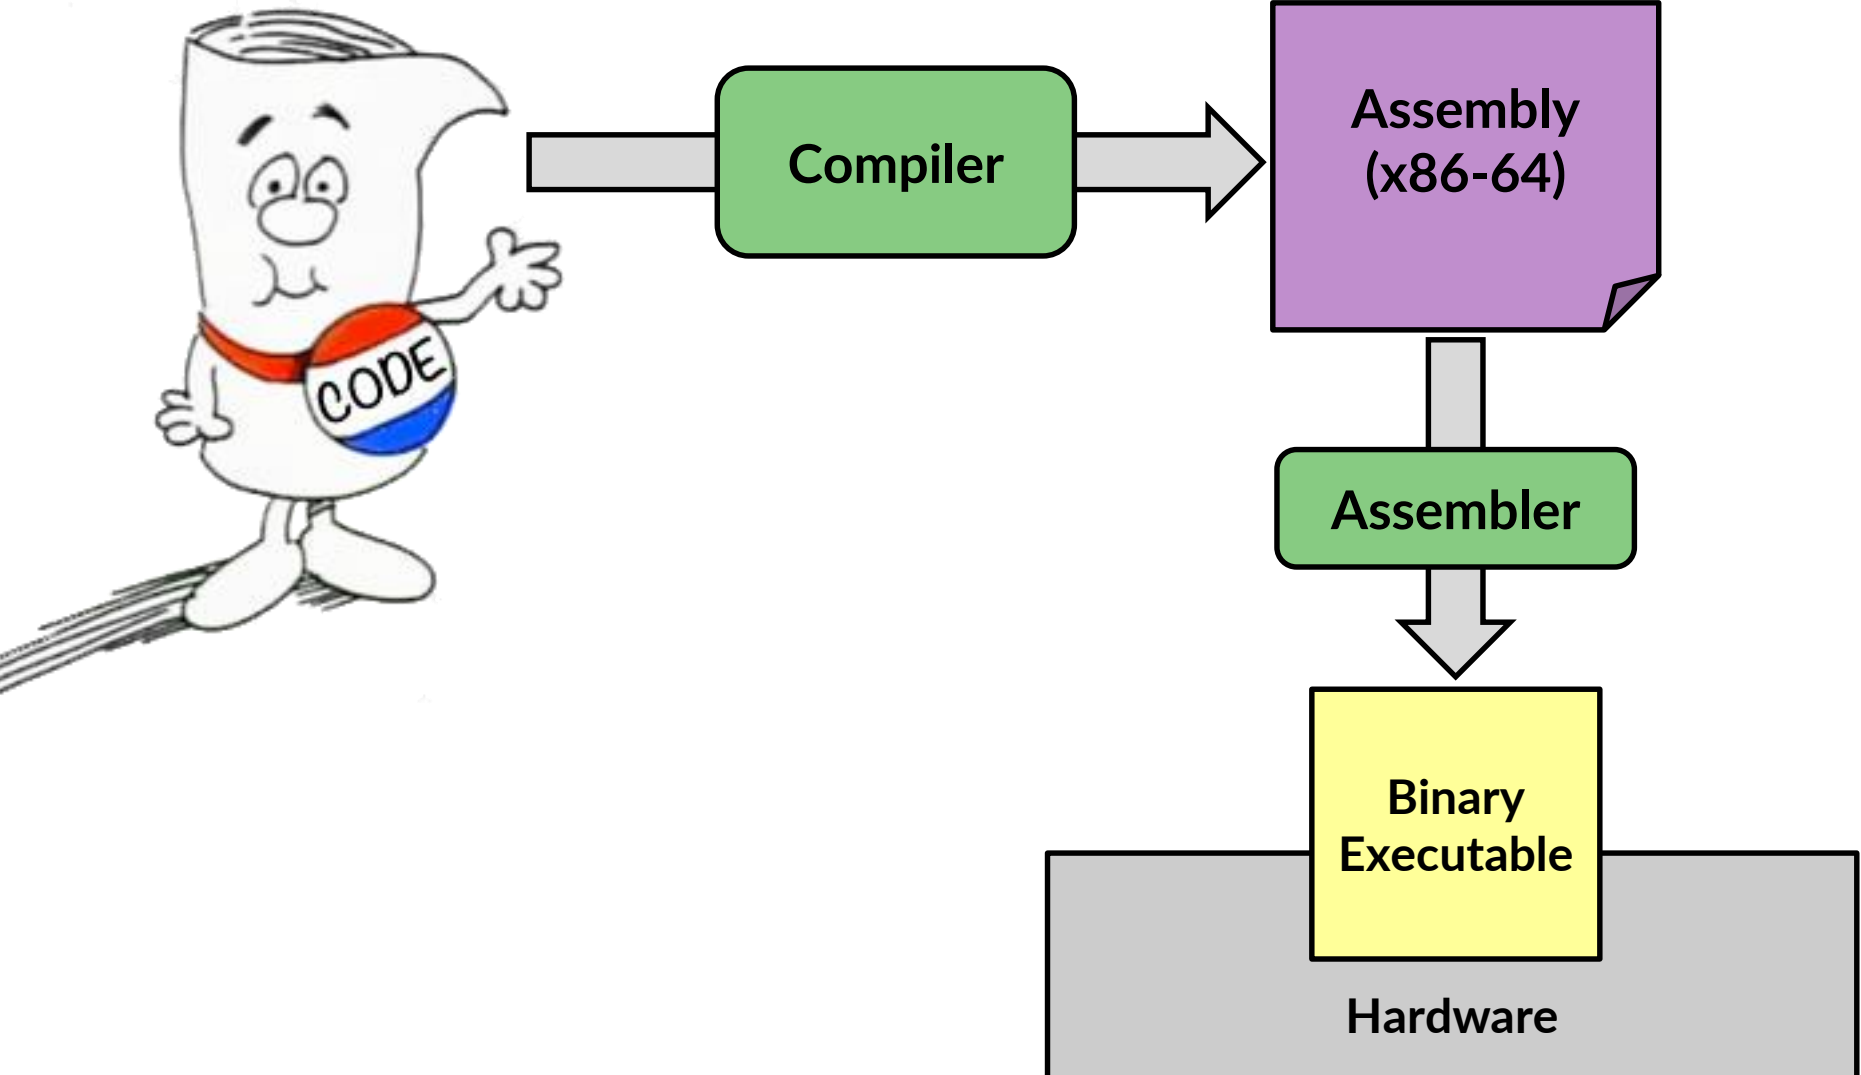 CODE
Compiler
Assembly
(x86-64)
Assembler
Binary
Executable
Hardware